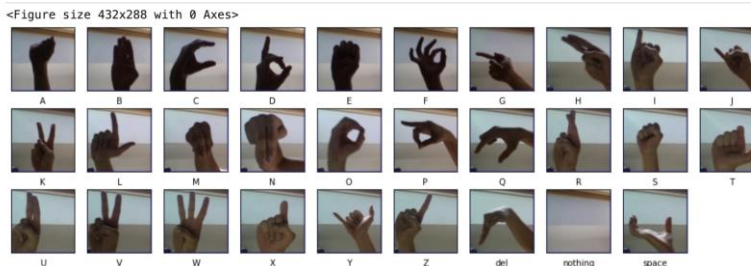 <Figure size 432x288 with 0 Axes>
A B C D E F G H I J
K L M N O P Q R S T
U V W X Y Z del nothing space